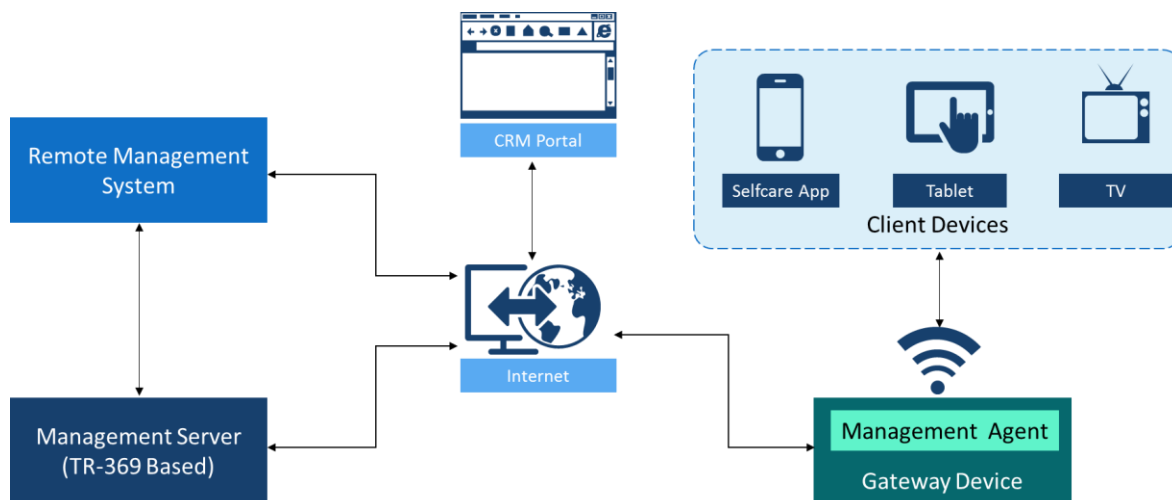 CRM Portal
Remote Management
System
Selfcare App
Tablet
TV
Client Devices
Internet
Management Server
(TR-369 Based)
Management Agent
Gateway Device